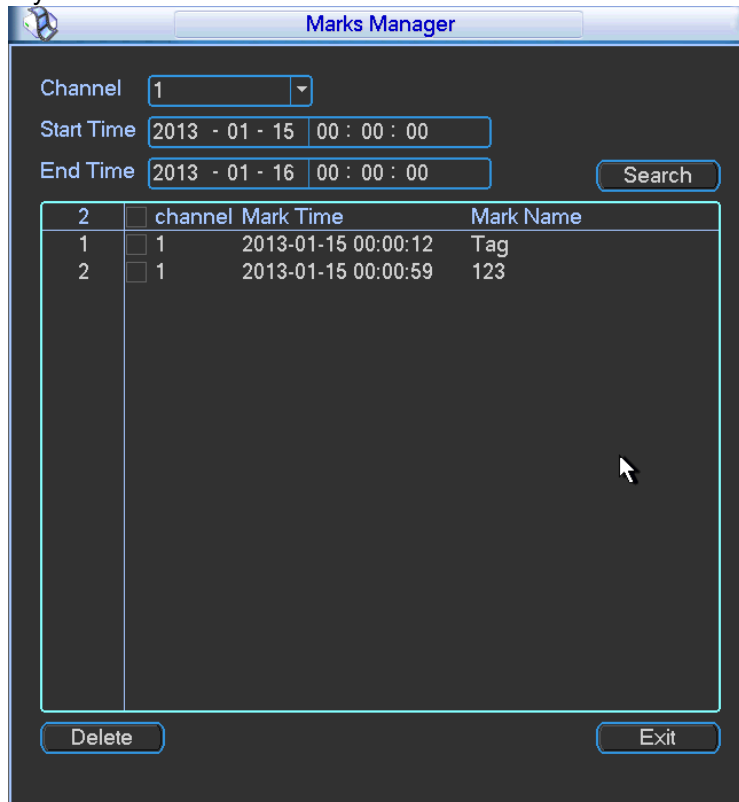 Marks Manager
Channel 1
Start Time 2013 - 01 - 15 00 : 00 : 00
End Time 2013 - 01 - 16 00 : 00 : 00 Search
2 channel Mark Time Mark Name
1 1 2013-01-15 00:00:12 Tag
2 1 2013-01-15 00:00:59 123
Delete Exit